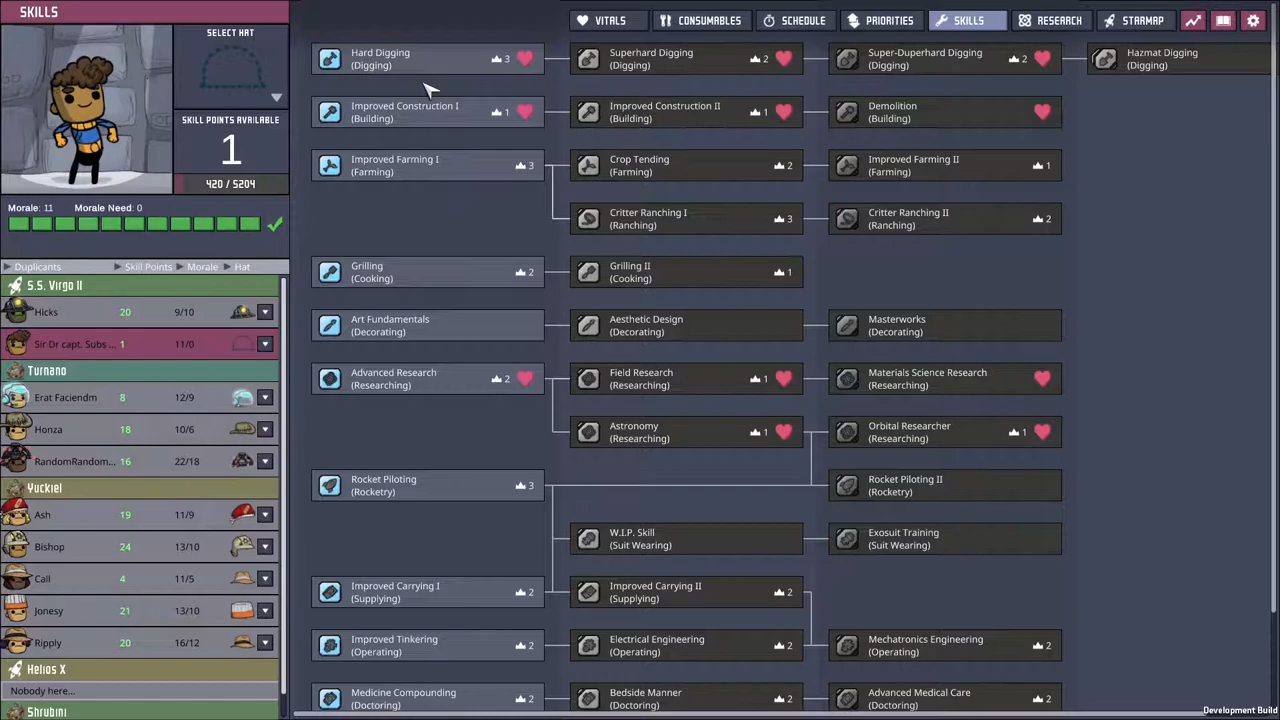 SKILLS
VITALS
CONSUMABLES
SCHEDULE
PRIORITIES
SKILLS
RESEARCH
STARMAP
SELECT HAT
SKILL POINTS AVAILABLE
1
420 / 5204
Morale: 11
Morale Need: 0
Duplicants
Skill Points
Morale
Hat
S.S. Virgo II
Hicks 20 9/10
Sir Dr capt. Subs ... 1 11/0
Turnano
Erat Faciendm 8 12/9
Honza 18 10/6
RandomRandom... 16 22/18
Yuckiel
Ash 19 11/9
Bishop 24 13/10
Call 4 11/5
Jonesy 21 13/10
Ripply 20 16/12
Helios X
Nobody here...
Shrubini
Hard Digging
(Digging)
3
Superhard Digging
(Digging)
2
Super-Duperhard Digging
(Digging)
2
Hazmat Digging
(Digging)
Improved Construction I
(Building)
1
Improved Construction II
(Building)
1
Demolition
(Building)
Improved Farming I
(Farming)
3
Crop Tending
(Farming)
2
Improved Farming II
(Farming)
1
Critter Ranching I
(Ranching)
3
Critter Ranching II
(Ranching)
2
Grilling
(Cooking)
2
Grilling II
(Cooking)
1
Art Fundamentals
(Decorating)
Aesthetic Design
(Decorating)
Masterworks
(Decorating)
Advanced Research
(Researching)
2
Field Research
(Researching)
1
Materials Science Research
(Researching)
Astronomy
(Researching)
1
Orbital Researcher
(Researching)
1
Rocket Piloting
(Rocketry)
3
Rocket Piloting II
(Rocketry)
W.I.P. Skill
(Suit Wearing)
Exosuit Training
(Suit Wearing)
Improved Carrying I
(Supplying)
2
Improved Carrying II
(Supplying)
2
Improved Tinkering
(Operating)
2
Electrical Engineering
(Operating)
2
Mechatronics Engineering
(Operating)
2
Medicine Compounding
(Doctoring)
2
Bedside Manner
(Doctoring)
2
Advanced Medical Care
(Doctoring)
2
Development Build